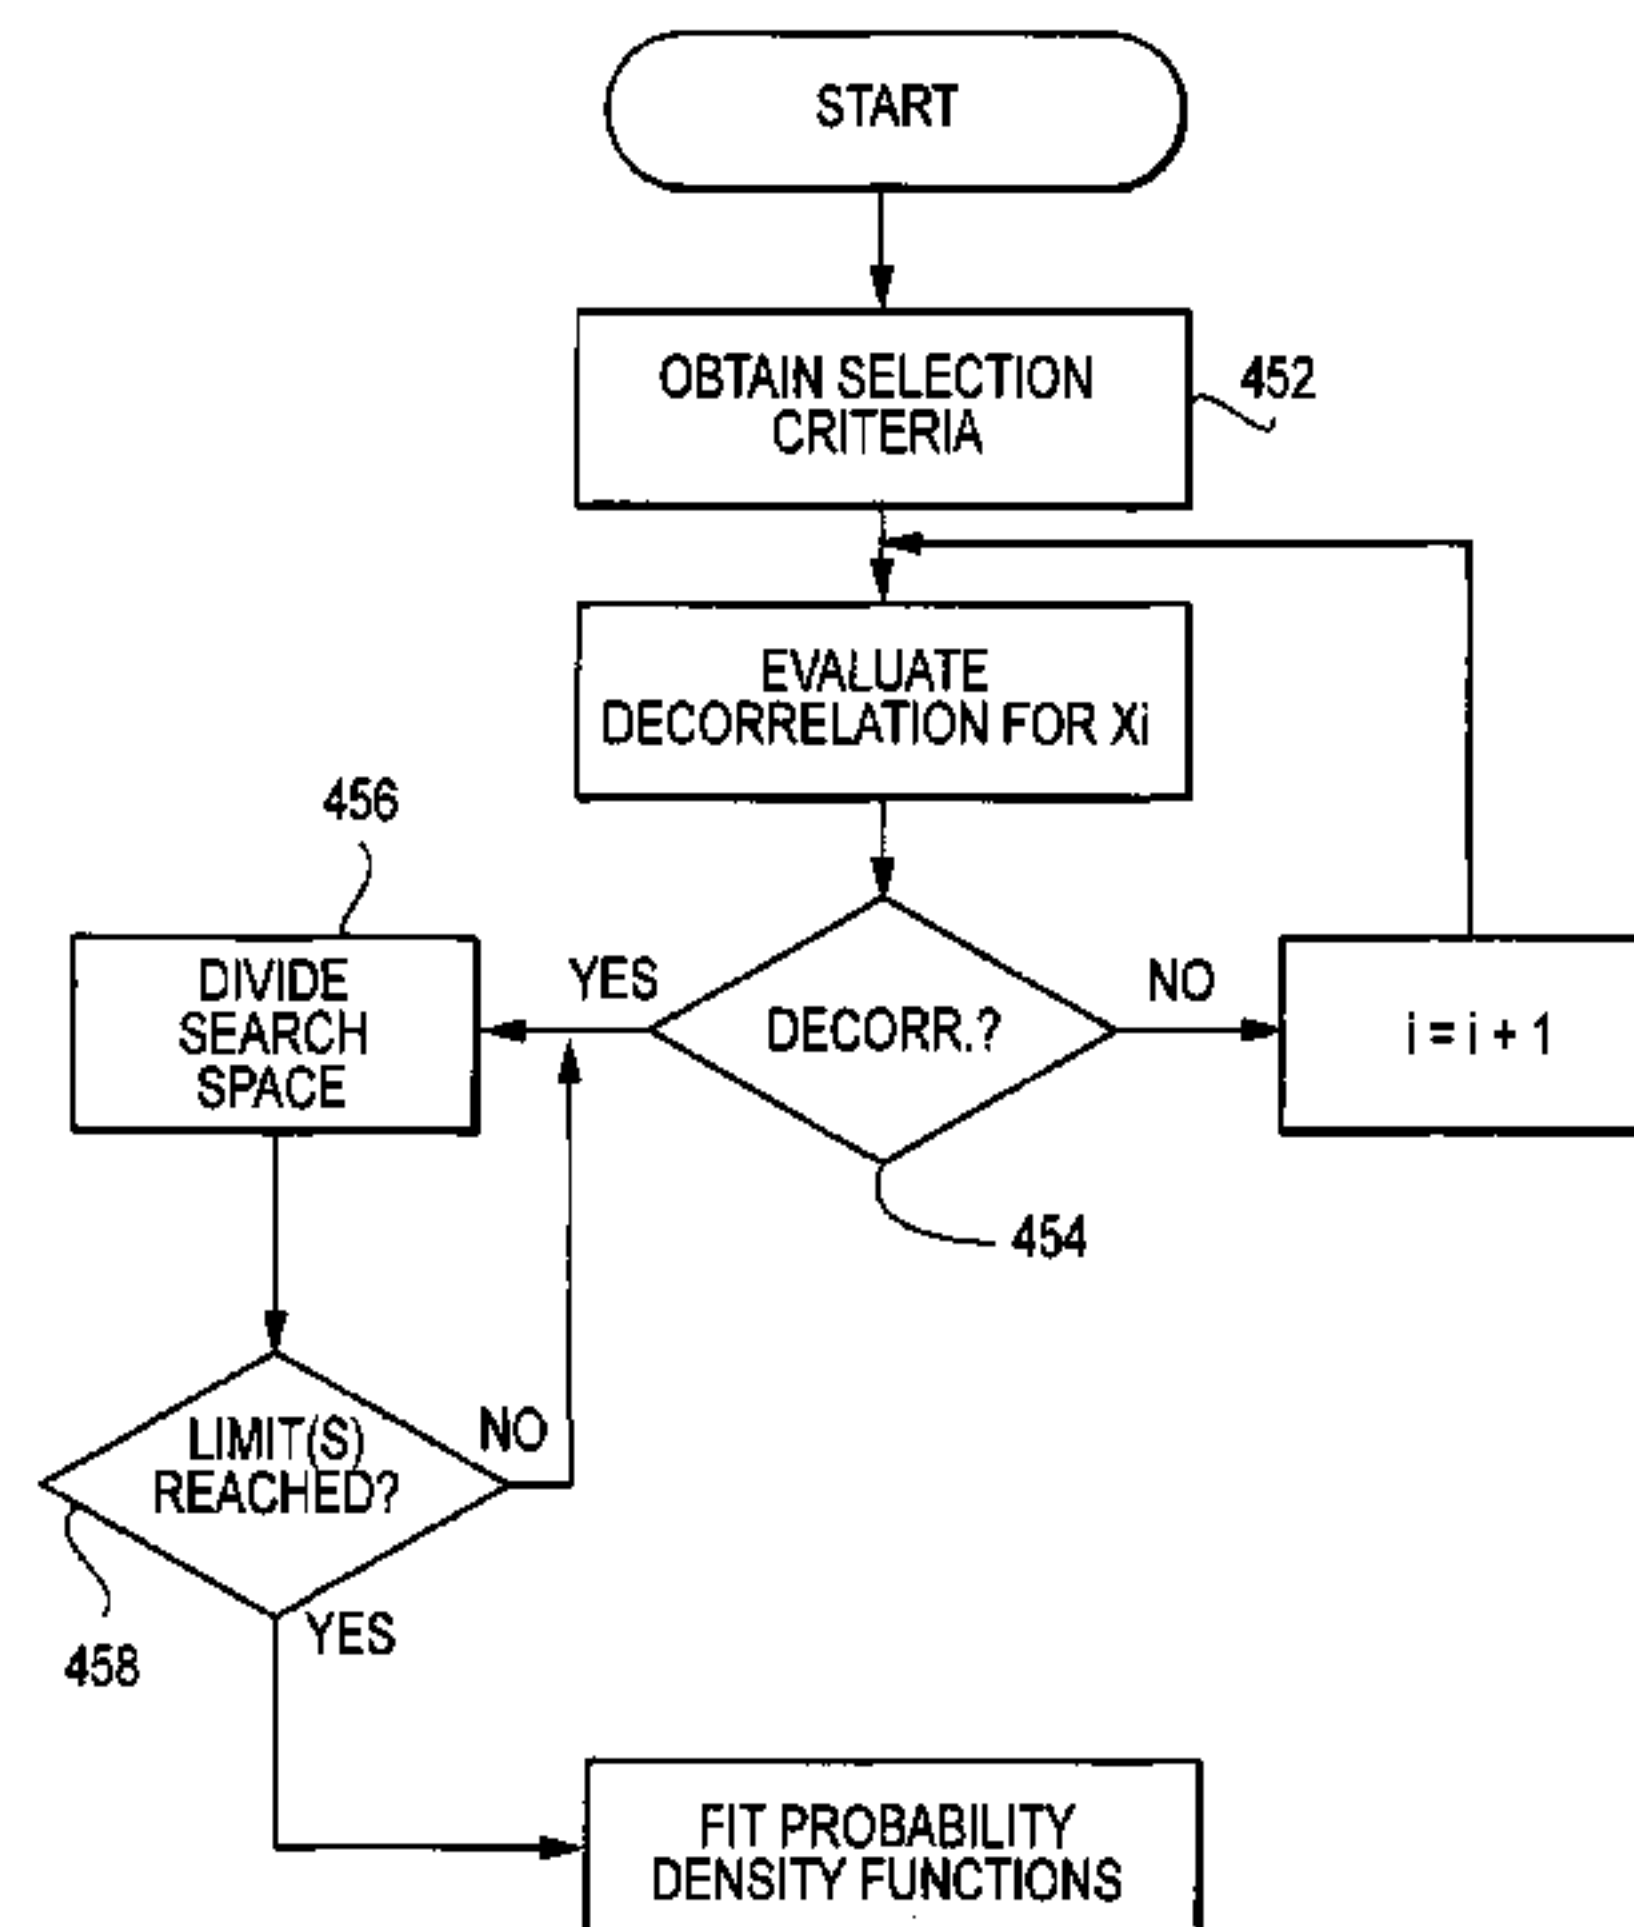 START
OBTAIN SELECTION
CRITERIA
452
EVALUATE
DECORRELATION FOR Xi
456
DIVIDE
SEARCH
SPACE
YES
DECORR.?
NO
i = i + 1
454
LIMIT(S)
REACHED?
NO
458
YES
FIT PROBABILITY
DENSITY FUNCTIONS